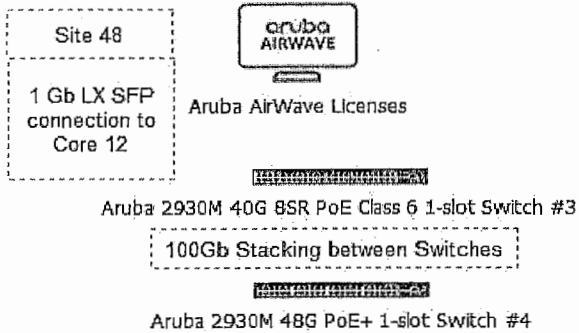 Site 48
aruba
AIRWAVE
1 Gb LX SFP
connection to
Core 12
Aruba AirWave Licenses
Aruba 2930M 40G 8SR PoE Class 6 1-slot Switch #3
100Gb Stacking between Switches
Aruba 2930M 48G PoE+ 1-slot Switch #4